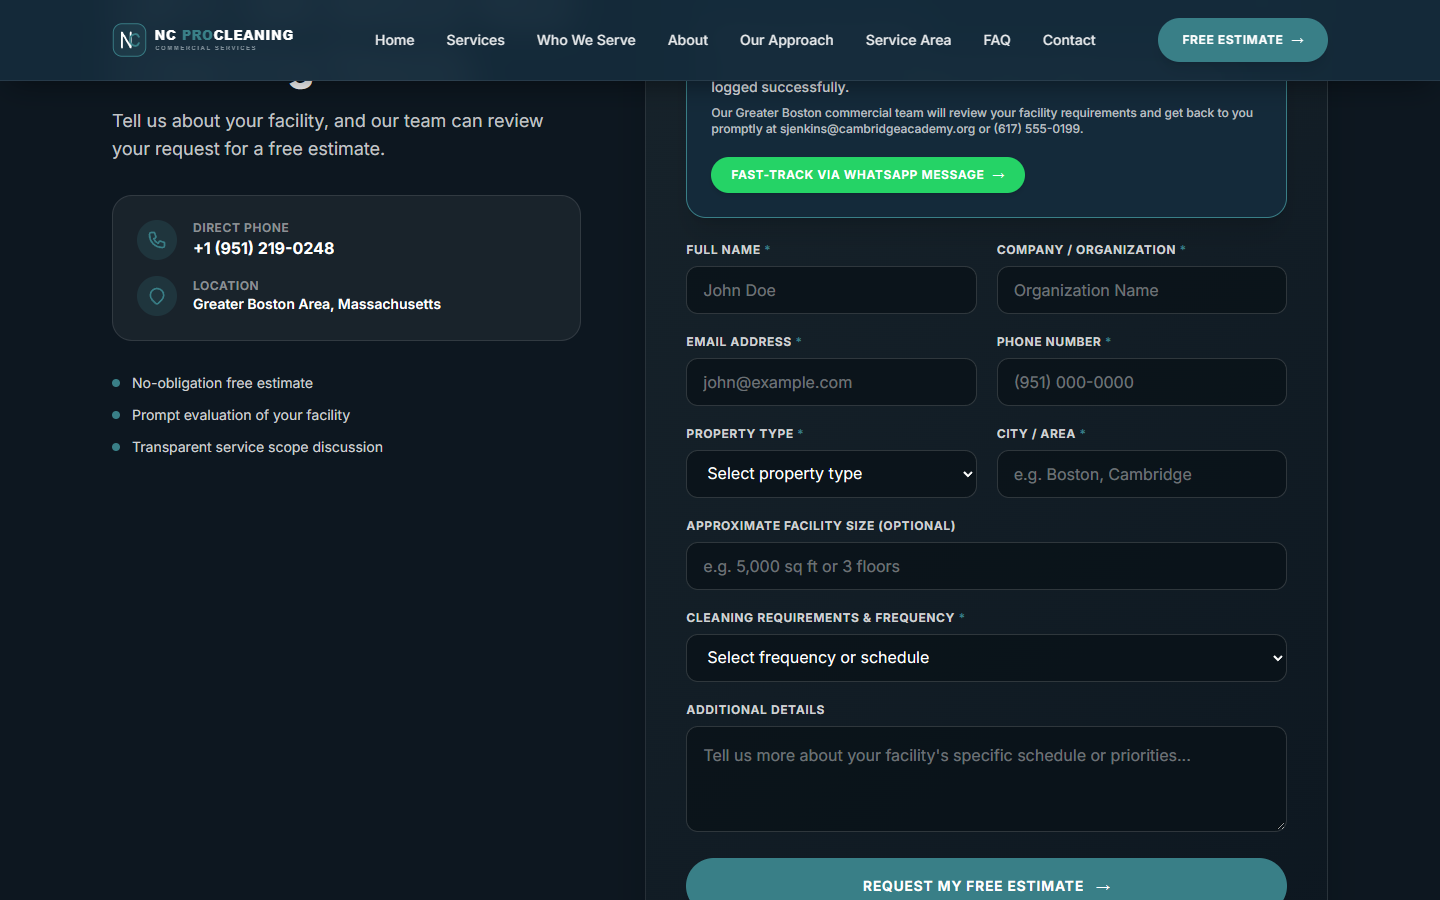 NC PROCLEANING
COMMERCIAL SERVICES
Home
Services
Who We Serve
About
Our Approach
Service Area
FAQ
Contact
FREE ESTIMATE →
Tell us about your facility, and our team can review
your request for a free estimate.
DIRECT PHONE
+1 (951) 219-0248
LOCATION
Greater Boston Area, Massachusetts
No-obligation free estimate
Prompt evaluation of your facility
Transparent service scope discussion
logged successfully.
Our Greater Boston commercial team will review your facility requirements and get back to you
promptly at sjenkins@cambridgeacademy.org or (617) 555-0199.
FAST-TRACK VIA WHATSAPP MESSAGE →
FULL NAME *
John Doe
COMPANY / ORGANIZATION *
Organization Name
EMAIL ADDRESS *
john@example.com
PHONE NUMBER *
(951) 000-0000
PROPERTY TYPE *
Select property type
CITY / AREA *
e.g. Boston, Cambridge
APPROXIMATE FACILITY SIZE (OPTIONAL)
e.g. 5,000 sq ft or 3 floors
CLEANING REQUIREMENTS & FREQUENCY *
Select frequency or schedule
ADDITIONAL DETAILS
Tell us more about your facility's specific schedule or priorities...
REQUEST MY FREE ESTIMATE →